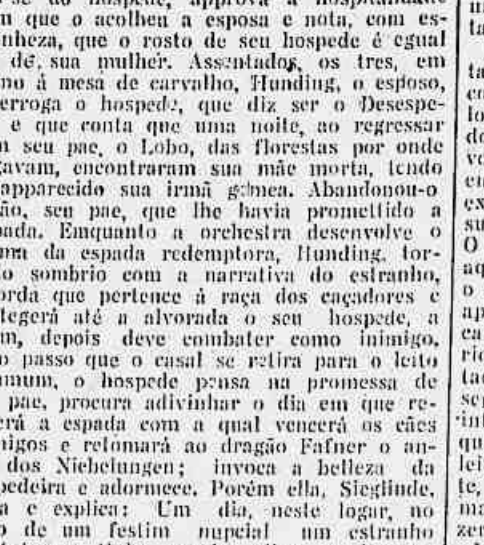 se do hospede, approva a hospitalidade
m que o acolheu a esposa e nota, com es-
nheza, que o rosto de seu hospede é egual
de sua mulher. Assentados, os tres, em
no á mesa de carvalho, Hunding, o esposo,
erroga o hospede, que diz ser o Desespe-
e que conta que uma noite, ao regressar
m seu pae, o Lobo, das florestas por onde
gavam, encontraram sua mãe morta, tendo
apparecido sua irmã gemea. Abandonou-o
ão, seu pae, que lhe havia promettido a
pada. Emquanto a orchestra desenvolve o
ma da espada redemptora, Hunding, tor-
o sombrio com a narrativa do estranho,
orda que pertence á raça dos caçadores e
tegerá até a alvorada o seu hospede, a
m, depois deve combater como inimigo.
o passo que o casal se retira para o leito
mmum, o hospede pensa na promessa de
pae, procura adivinhar o dia em que re-
erá a espada com a qual vencerá os cães
migos e retomará ao dragão Fafner o an-
dos Niebelungen; invoca a belleza da
pedeira e adormece. Porém ella, Sieglinde,
a e explica: Um dia, neste logar, no
o de um festim nupcial um estranho